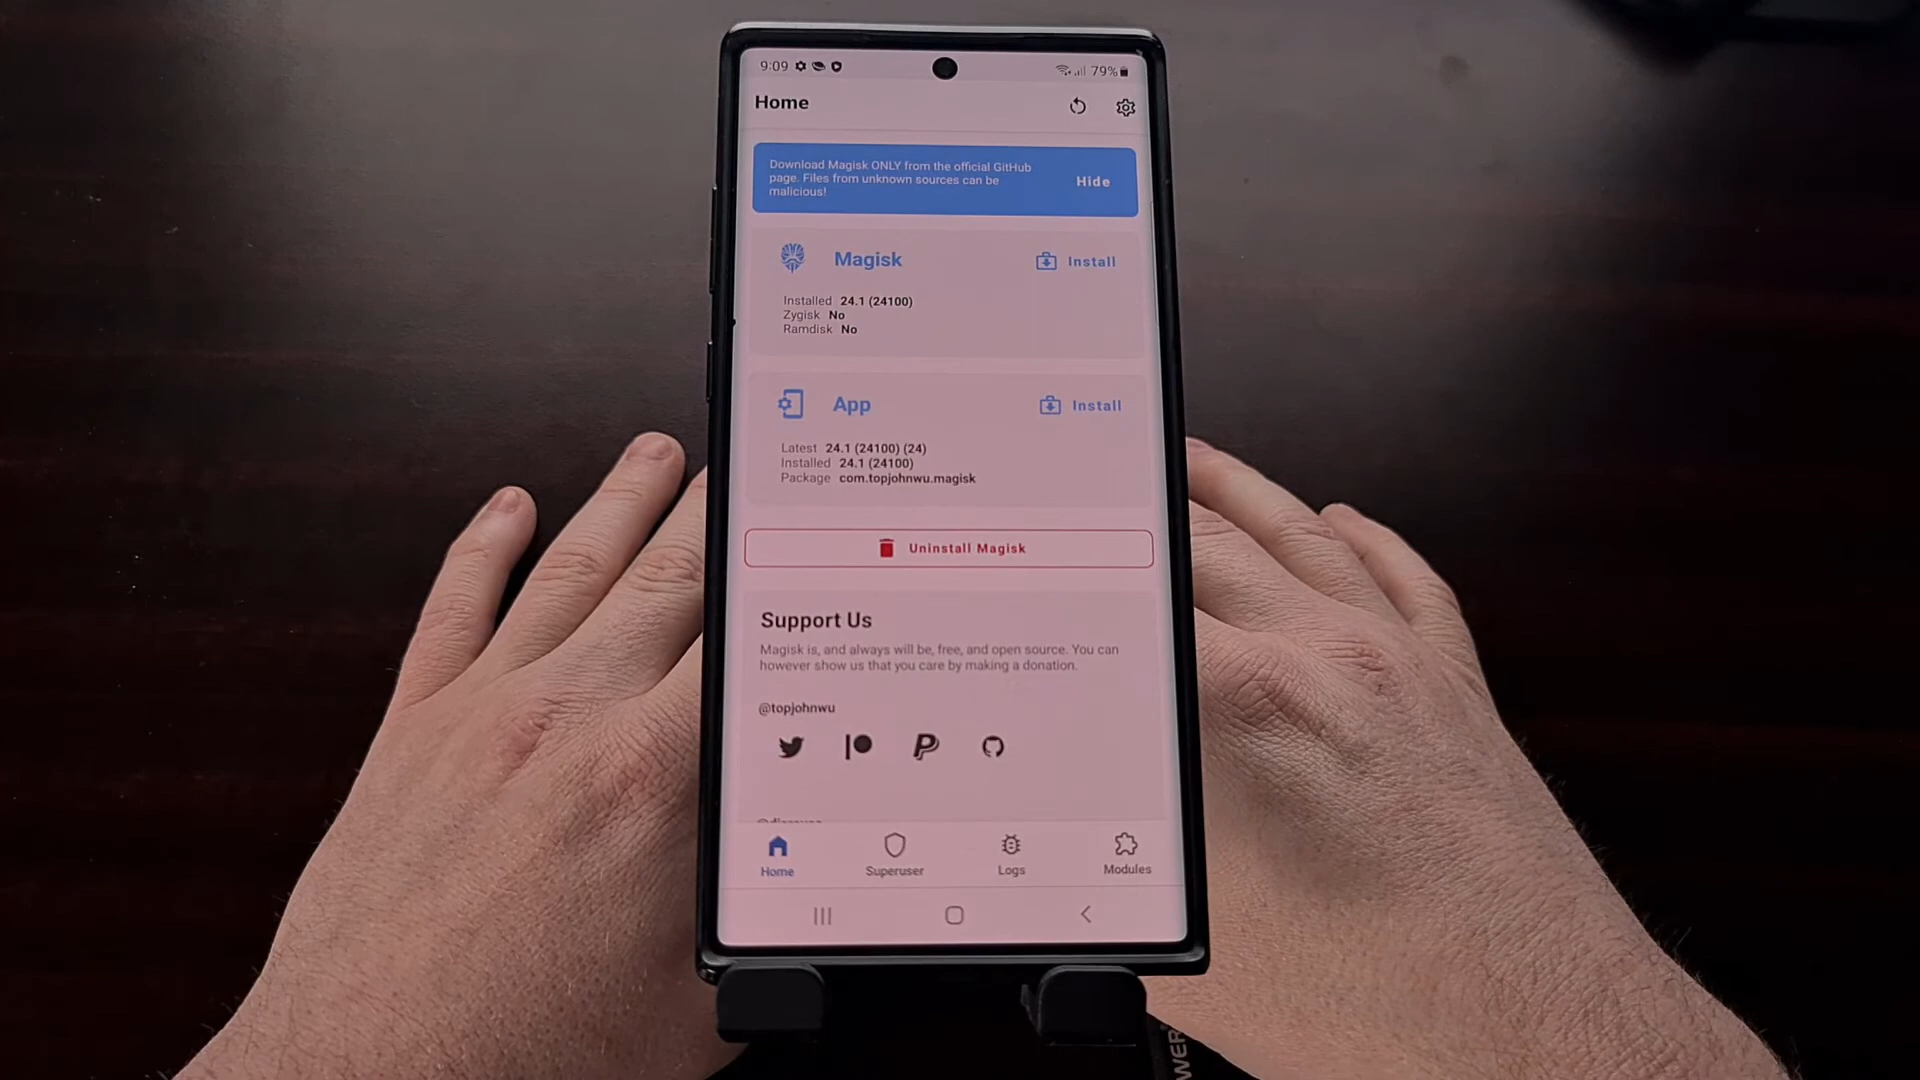 9:09
79%
Home
Download Magisk ONLY from the official GitHub
page. Files from unknown sources can be
malicious!
Hide
Magisk
Install
Installed 24.1 (24100)
Zygisk No
Ramdisk No
App
Install
Latest 24.1 (24100) (24)
Installed 24.1 (24100)
Package com.topjohnwu.magisk
Uninstall Magisk
Support Us
Magisk is, and always will be, free, and open source. You can
however show us that you care by making a donation.
@topjohnwu
Home
Superuser
Logs
Modules